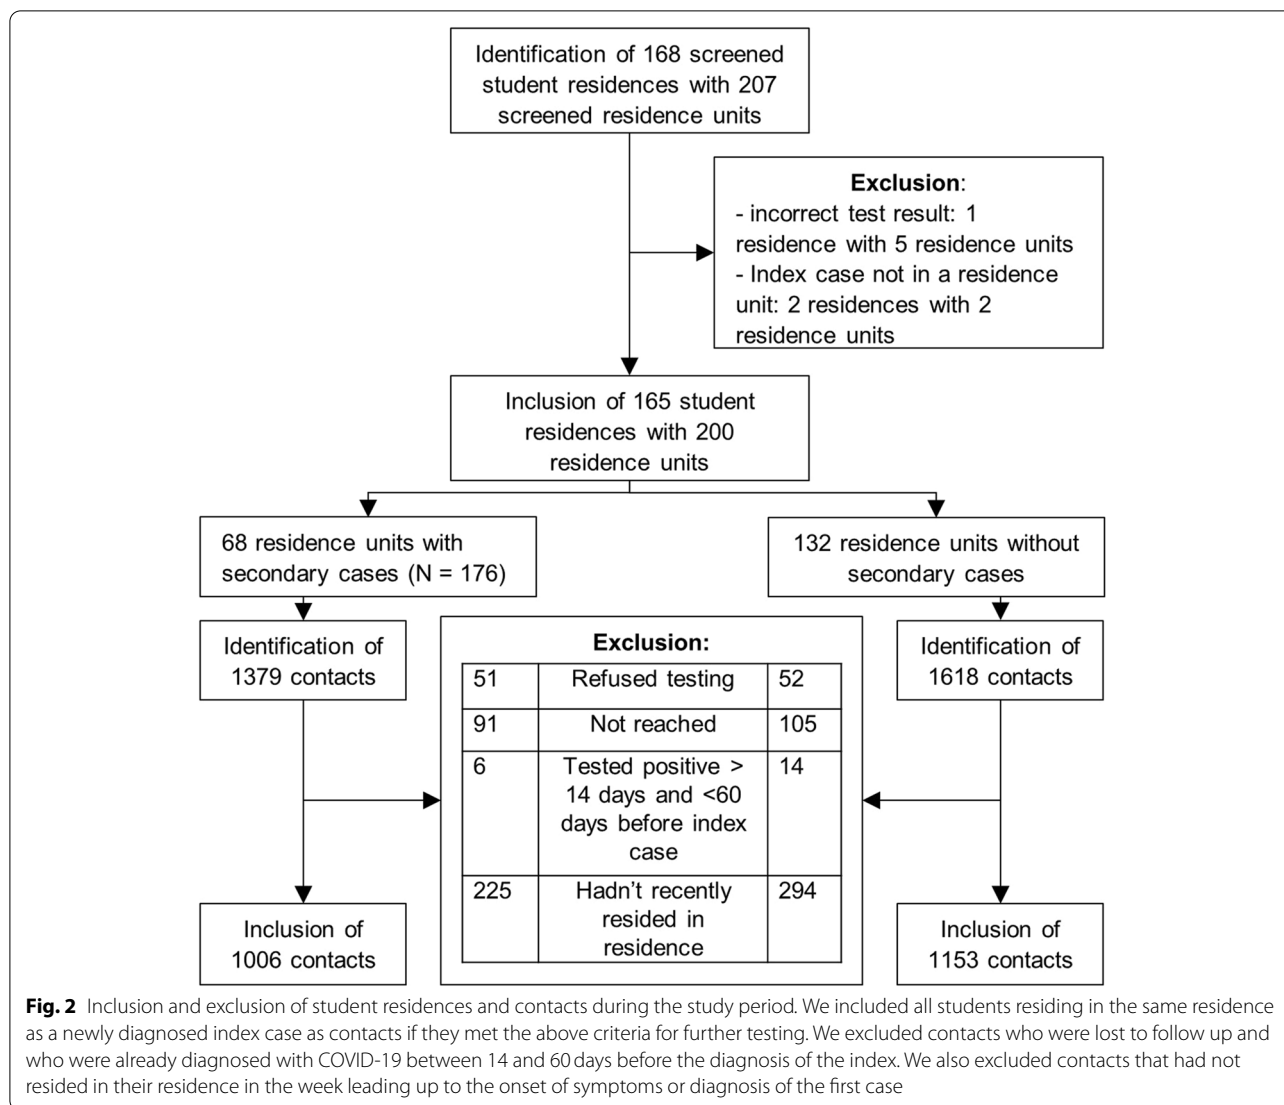 Identification of 168 screened
student residences with 207
screened residence units
Exclusion:
- incorrect test result: 1
residence with 5 residence units
- Index case not in a residence
unit: 2 residences with 2
residence units
Inclusion of 165 student
residences with 200
residence units
68 residence units with
secondary cases (N = 176)
132 residence units without
secondary cases
Identification of
1379 contacts
Exclusion:
51 Refused testing 52
91 Not reached 105
6 Tested positive > 14
14 days and <60
days before index
case
225 Hadn't recently 294
resided in
residence
Identification of
1618 contacts
Inclusion of
1006 contacts
Inclusion of
1153 contacts
Fig. 2 Inclusion and exclusion of student residences and contacts during the study period. We included all students residing in the same residence
as a newly diagnosed index case as contacts if they met the above criteria for further testing. We excluded contacts who were lost to follow up and
who were already diagnosed with COVID-19 between 14 and 60 days before the diagnosis of the index. We also excluded contacts that had not
resided in their residence in the week leading up to the onset of symptoms or diagnosis of the first case